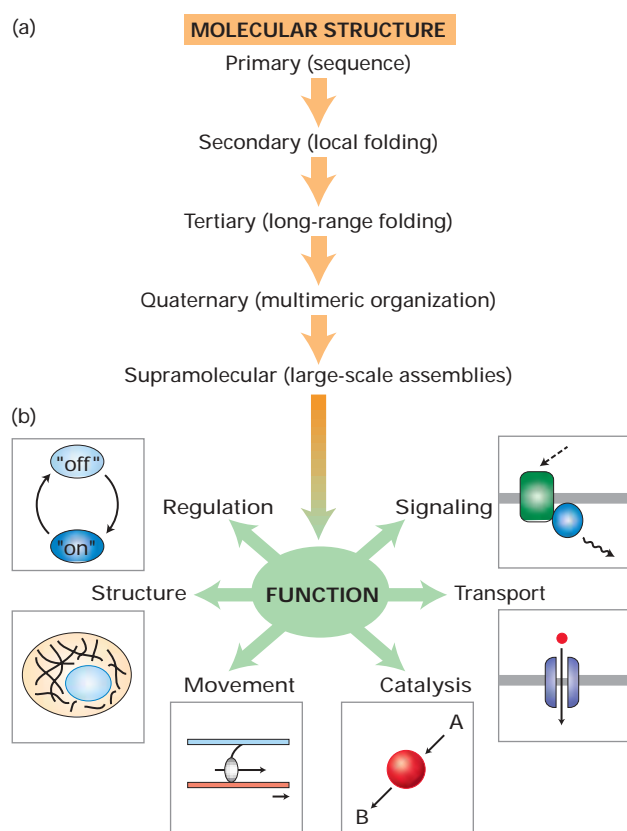 (a)
MOLECULAR STRUCTURE
Primary (sequence)
Secondary (local folding)
Tertiary (long-range folding)
Quaternary (multimeric organization)
Supramolecular (large-scale assemblies)
(b)
"off"
"on"
Regulation
Signaling
Structure
FUNCTION
Transport
Movement
Catalysis
A
B